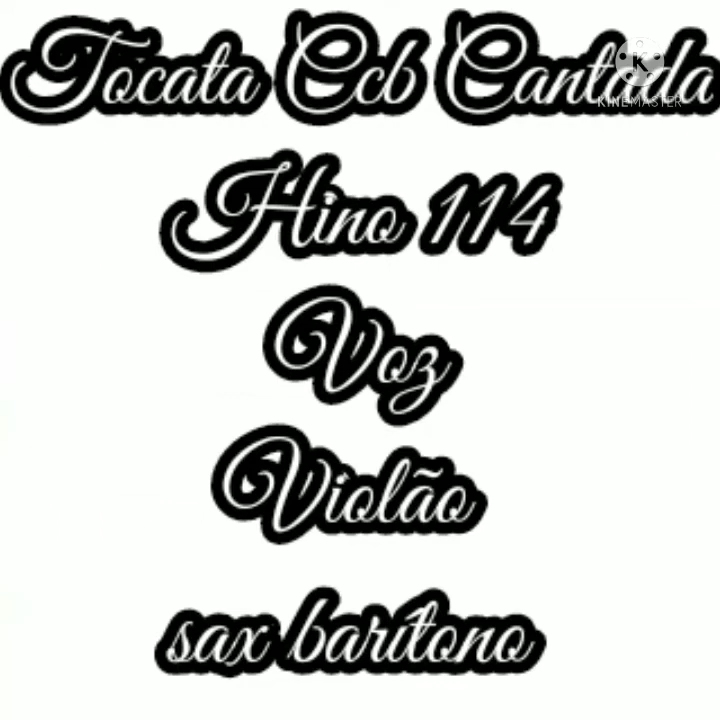 Tocata Ccb Cantada
KINEMASTER
Hino 114
Voz
Violão
sax barítono